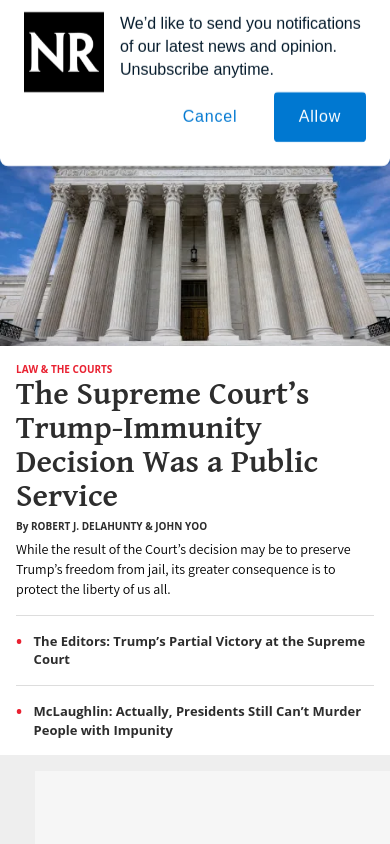 NR
We’d like to send you notifications
of our latest news and opinion.
Unsubscribe anytime.
Cancel
Allow
LAW & THE COURTS
The Supreme Court’s
Trump-Immunity
Decision Was a Public
Service
By ROBERT J. DELAHUNTY & JOHN YOO
While the result of the Court’s decision may be to preserve
Trump’s freedom from jail, its greater consequence is to
protect the liberty of us all.
• The Editors: Trump’s Partial Victory at the Supreme
Court
• McLaughlin: Actually, Presidents Still Can’t Murder
People with Impunity